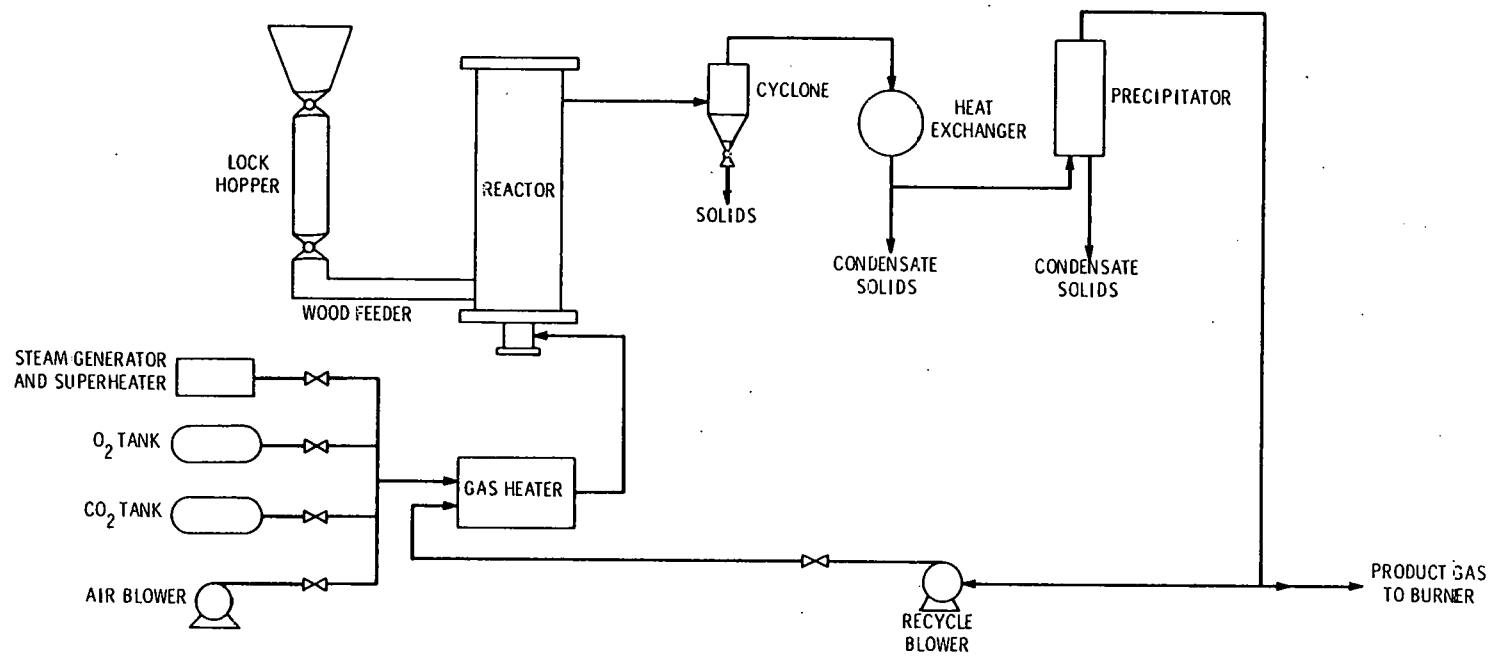 CYCLONE
HEAT
EXCHANGER
PRECIPITATOR
LOCK
HOPPER
REACTOR
SOLIDS
CONDENSATE
SOLIDS
CONDENSATE
SOLIDS
WOOD FEEDER
STEAM GENERATOR
AND SUPERHEATER
O2 TANK
GAS HEATER
CO2 TANK
AIR BLOWER
PRODUCT GAS
TO BURNER
RECYCLE
BLOWER